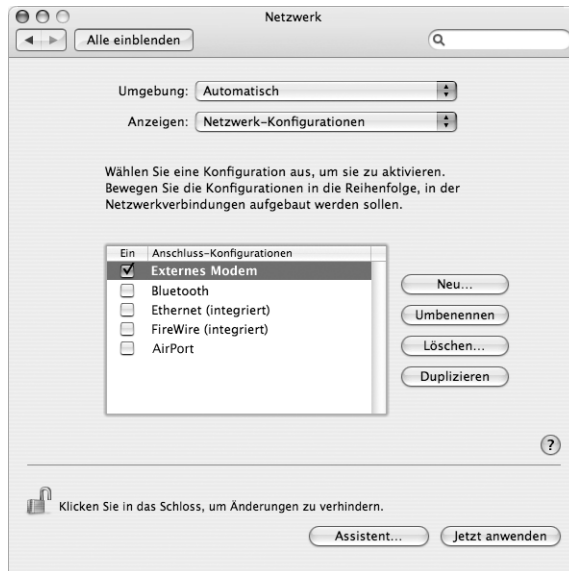 Netzwerk
Alle einblenden
Umgebung: Automatisch
Anzeigen: Netzwerk-Konfigurationen
Wählen Sie eine Konfiguration aus, um sie zu aktivieren.
Bewegen Sie die Konfigurationen in die Reihenfolge, in der
Netzwerkverbindungen aufgebaut werden sollen.
Ein Anschluss-Konfigurationen
Externes Modem
Bluetooth
Ethernet (integriert)
FireWire (integriert)
AirPort
Neu...
Umbenennen
Löschen...
Duplizieren
?
Klicken Sie in das Schloss, um Änderungen zu verhindern.
Assistent... Jetzt anwenden